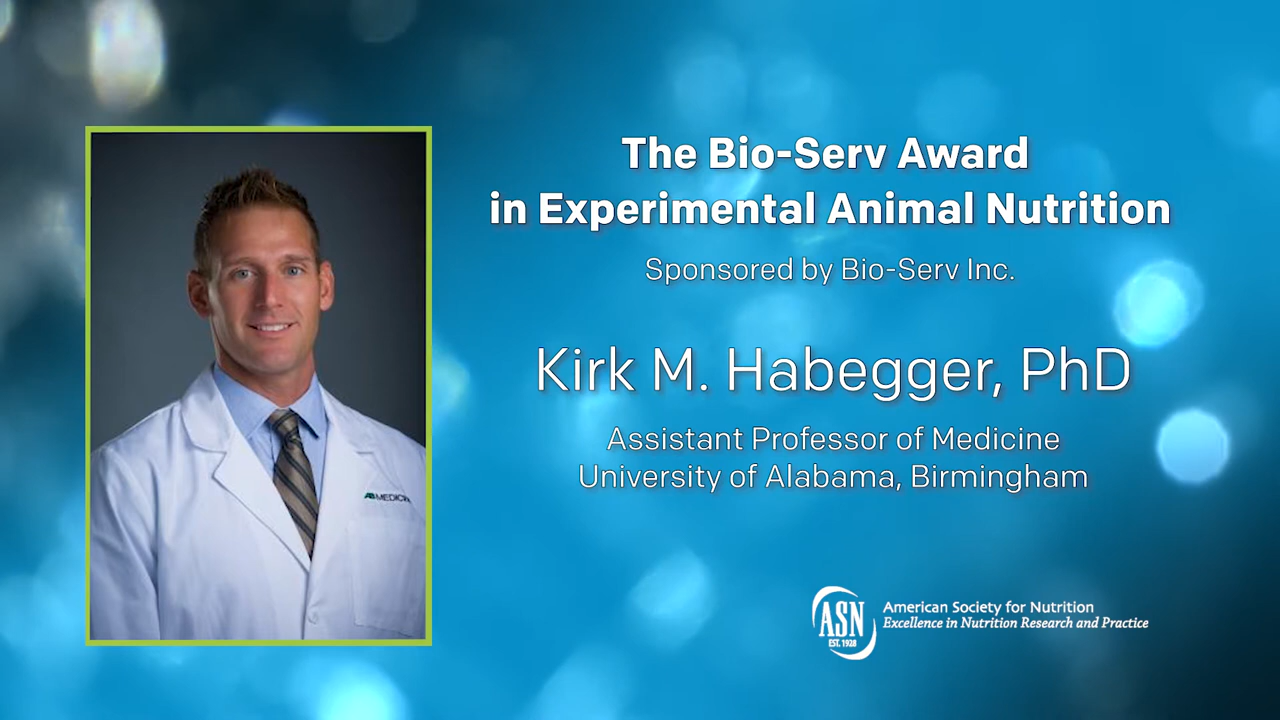 The Bio-Serv Award
in Experimental Animal Nutrition
Sponsored by Bio-Serv Inc.
Kirk M. Habegger, PhD
Assistant Professor of Medicine
University of Alabama, Birmingham
MEDICIN
ASN
EST. 1928
American Society for Nutrition
Excellence in Nutrition Research and Practice